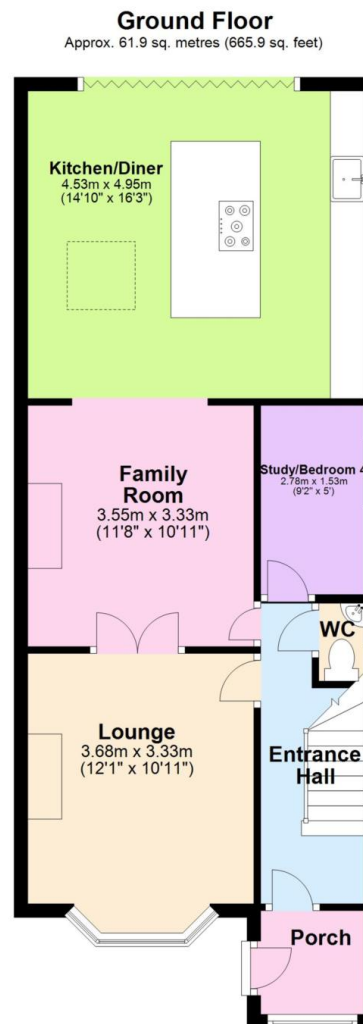 Ground Floor
Approx. 61.9 sq. metres (665.9 sq. feet)
Kitchen/Diner
4.53m x 4.95m
(14'10" x 16'3")
Family
Room
3.55m x 3.33m
(11'8" x 10'11")
Study/Bedroom 4
2.78m x 1.53m
(9'2" x 5')
WC
Lounge
3.68m x 3.33m
(12'1" x 10'11")
Entrance
Hall
Porch